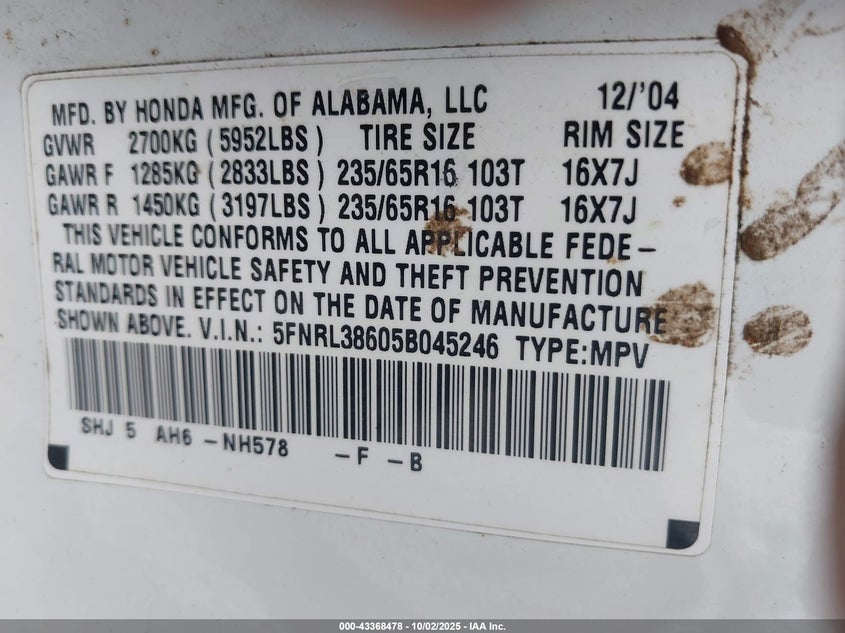 MFD. BY HONDA MFG. OF ALABAMA, LLC 12/'04
GVWR 2700KG ( 5952LBS ) TIRE SIZE RIM SIZE
GAWR F 1285KG ( 2833LBS ) 235/65R16 103T 16X7J
GAWR R 1450KG ( 3197LBS ) 235/65R16 103T 16X7J
THIS VEHICLE CONFORMS TO ALL APPLICABLE FEDE-
RAL MOTOR VEHICLE SAFETY AND THEFT PREVENTION
STANDARDS IN EFFECT ON THE DATE OF MANUFACTURE
SHOWN ABOVE. V.I.N.: 5FNRL38605B045246 TYPE:MPV
SHJ 5 AH6 -NH578 -F -B
000-43368478 - 10/02/2025 - IAA Inc.